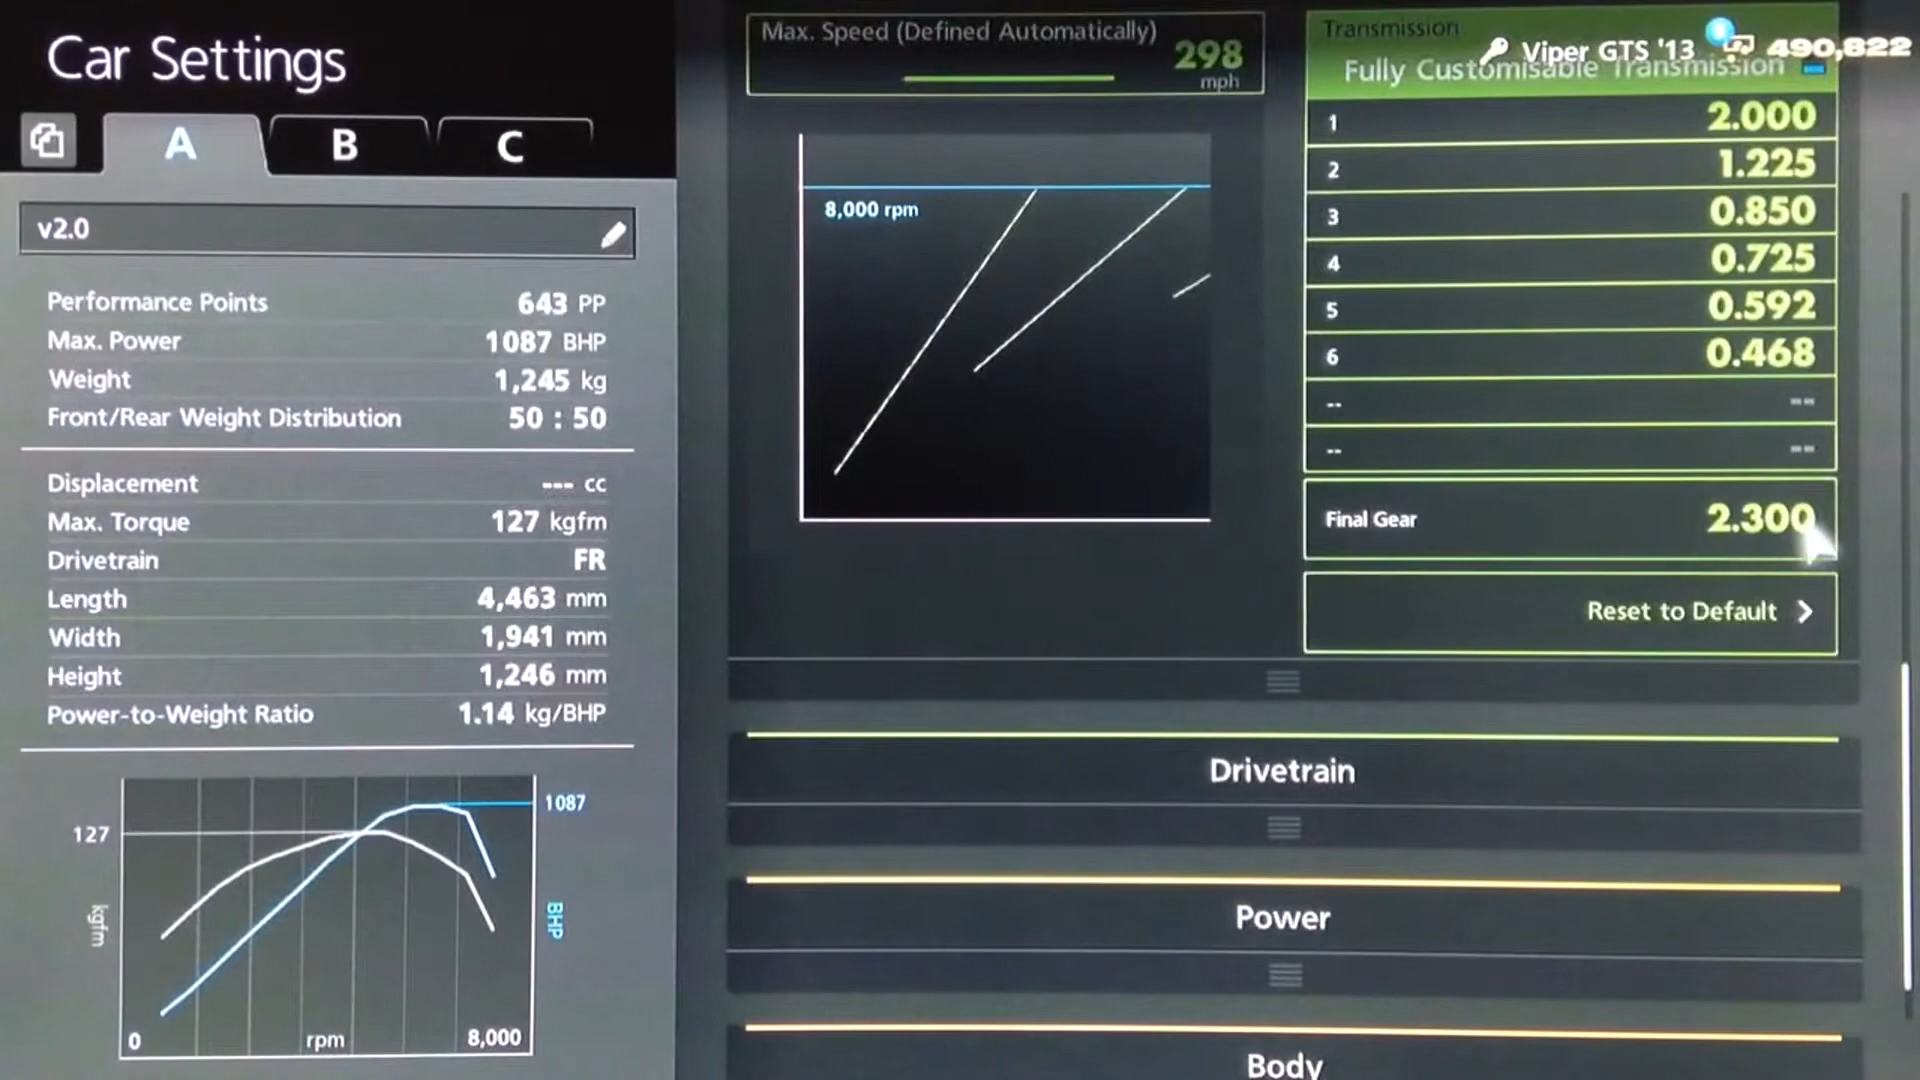 Car Settings
A
B
C
v2.0
Performance Points 643 PP
Max. Power 1087 BHP
Weight 1,245 kg
Front/Rear Weight Distribution 50 : 50
Displacement --- cc
Max. Torque 127 kgfm
Drivetrain FR
Length 4,463 mm
Width 1,941 mm
Height 1,246 mm
Power-to-Weight Ratio 1.14 kg/BHP
1087
127
kgfm
BHP
0 rpm 8,000
Max. Speed (Defined Automatically)
298
mph
8,000 rpm
Transmission
Viper GTS '13 490,822
Fully Customisable Transmission
1 2.000
2 1.225
3 0.850
4 0.725
5 0.592
6 0.468
-- --
-- --
Final Gear 2.300
Reset to Default
Drivetrain
Power
Body